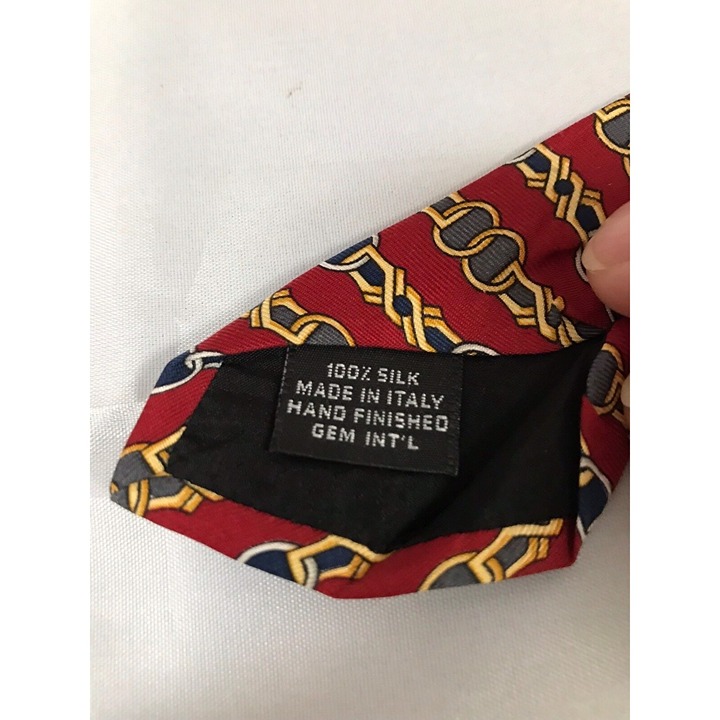 100% SILK
MADE IN ITALY
HAND FINISHED
GEM INT'L